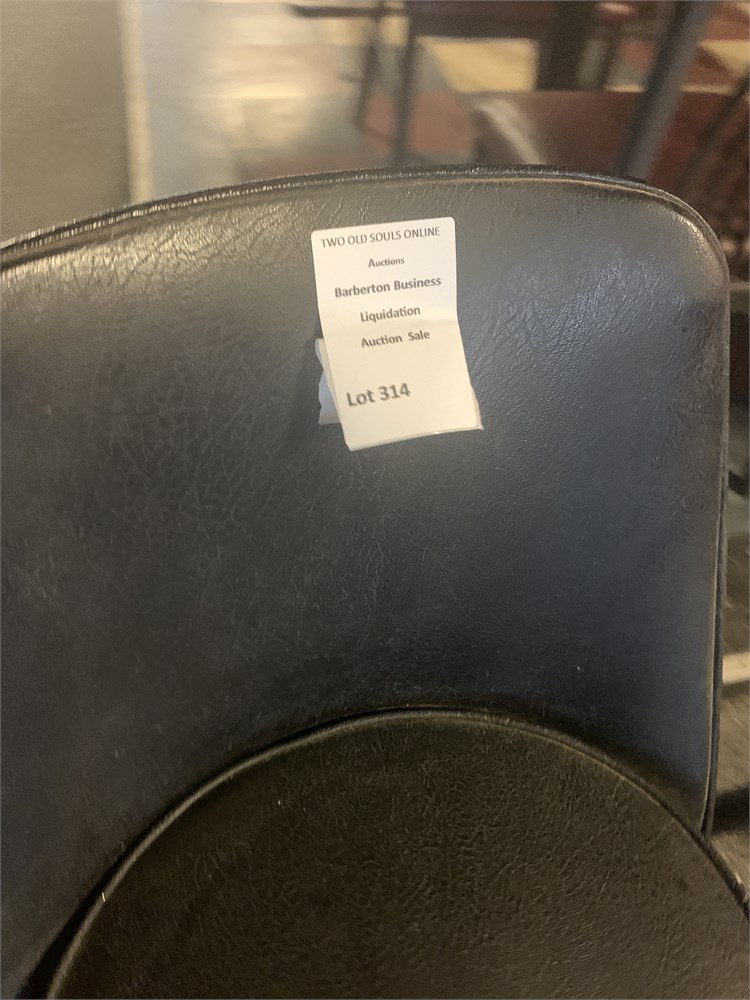 TWO OLD SOULS ONLINE
Auctions
Barberton Business
Liquidation
Auction Sale
Lot 314